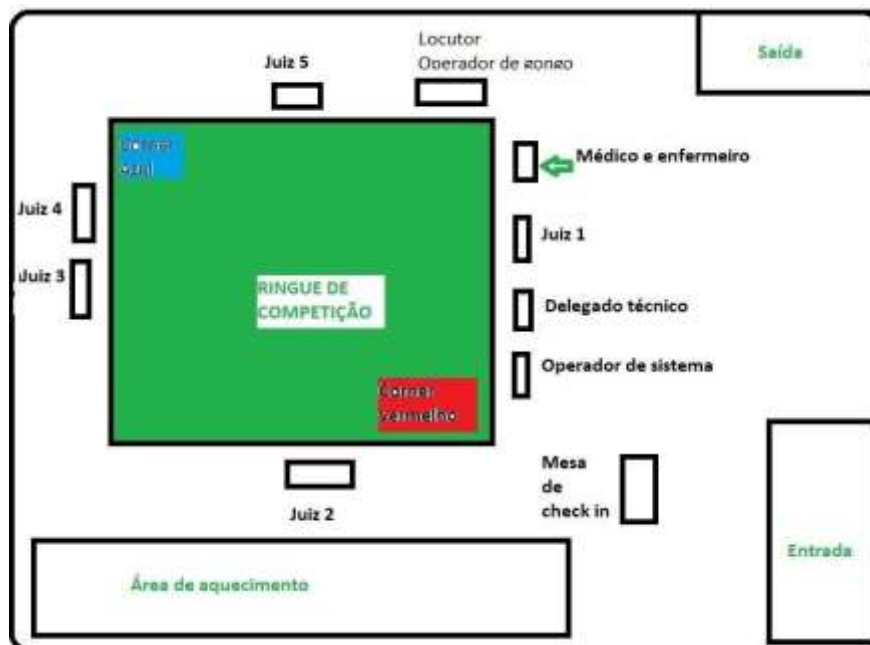 Locutor
Operador de gongo
Juiz 5
Saída
Médico e enfermeiro
Juiz 4
Juiz 1
Juiz 3
RINGUE DE
COMPETIÇÃO
Delegado técnico
Operador de sistema
Corner
vermelho
Mesa
de
check in
Juiz 2
Entrada
Área de aquecimento